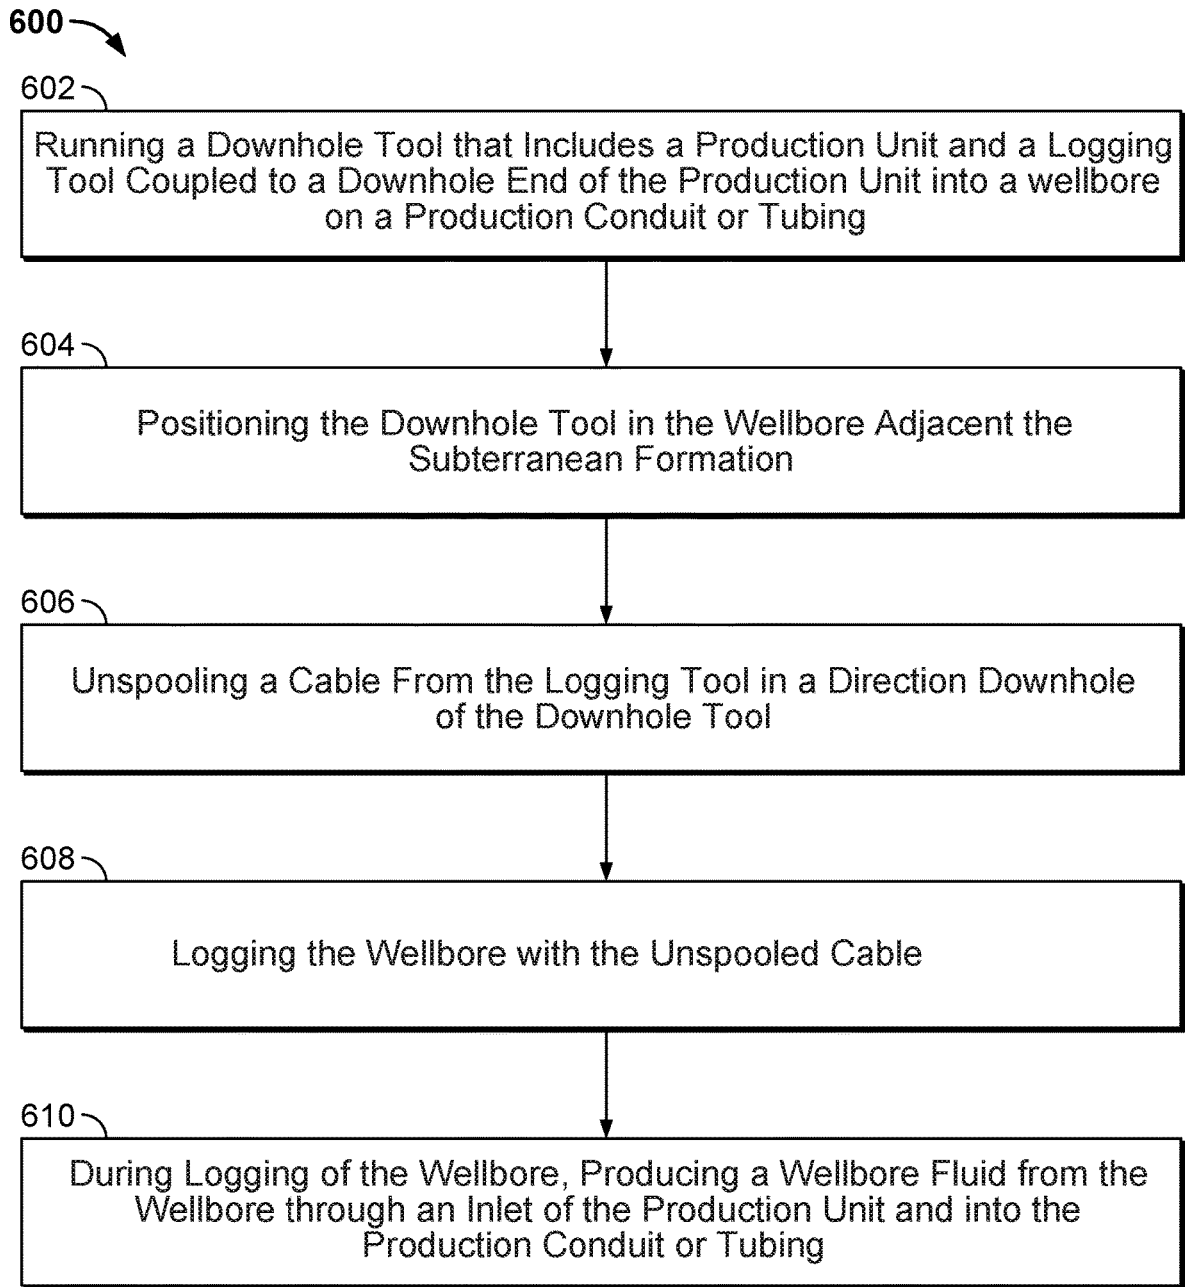 600
602
Running a Downhole Tool that Includes a Production Unit and a Logging
Tool Coupled to a Downhole End of the Production Unit into a wellbore
on a Production Conduit or Tubing
604
Positioning the Downhole Tool in the Wellbore Adjacent the
Subterranean Formation
606
Unspooling a Cable From the Logging Tool in a Direction Downhole
of the Downhole Tool
608
Logging the Wellbore with the Unspooled Cable
610
During Logging of the Wellbore, Producing a Wellbore Fluid from the
Wellbore through an Inlet of the Production Unit and into the
Production Conduit or Tubing